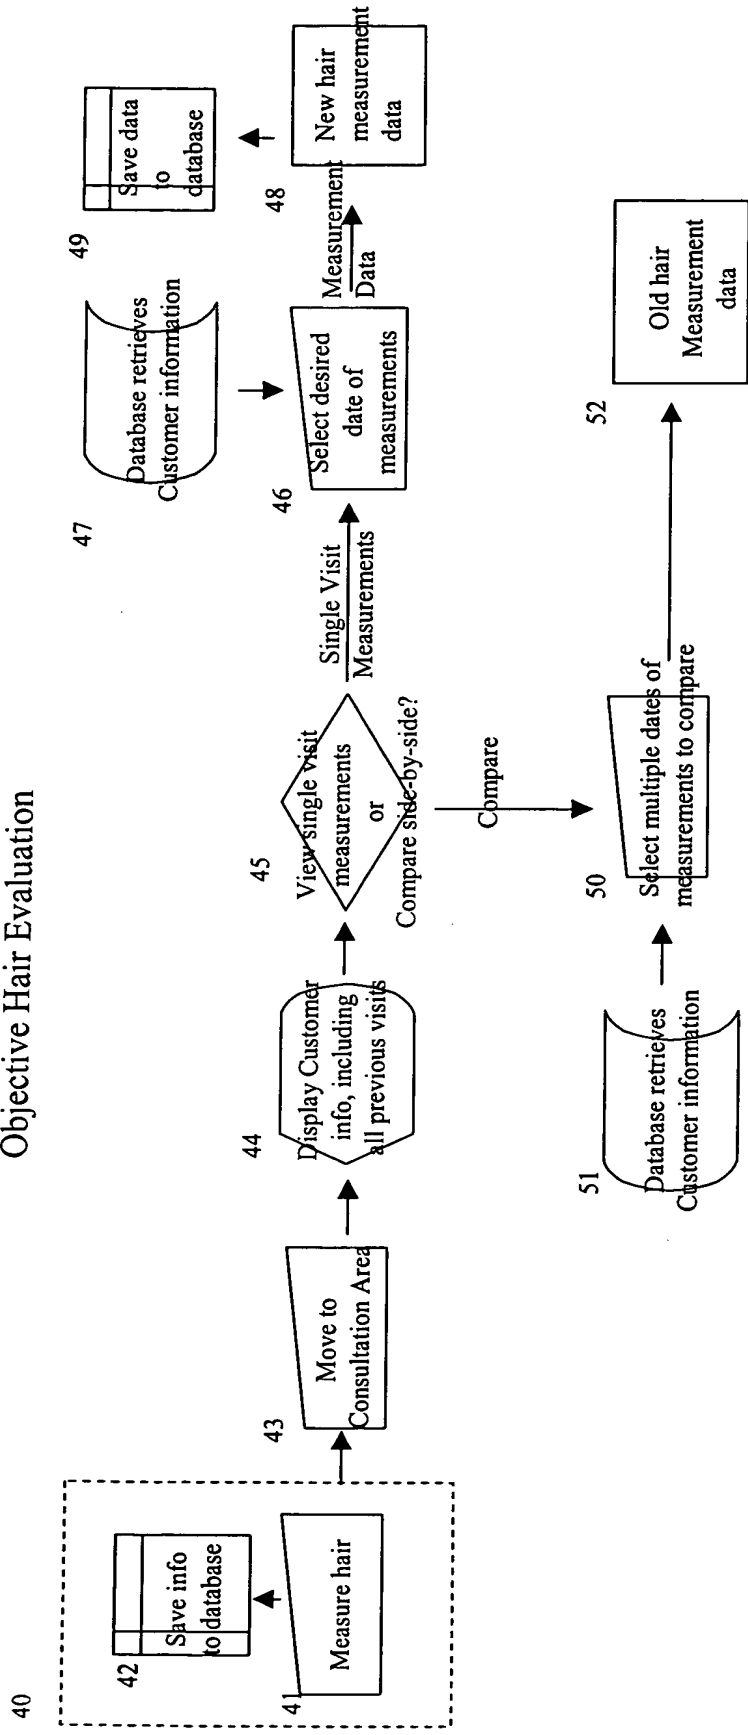 Objective Hair Evaluation
40
42
Save info
to database
41
Measure hair
43
Move to
Consultation Area
44
Display Customer
info, including
all previous visits
45
View single visit
measurements
or
Compare side-by-side?
Single Visit
Measurements
46
Select desired
date of
measurements
47
Database retrieves
Customer information
Measurement
Data
48
New hair
measurement
data
49
Save data
to
database
Compare
50
Select multiple dates of
measurements to compare
51
Database retrieves
Customer information
52
Old hair
Measurement
data